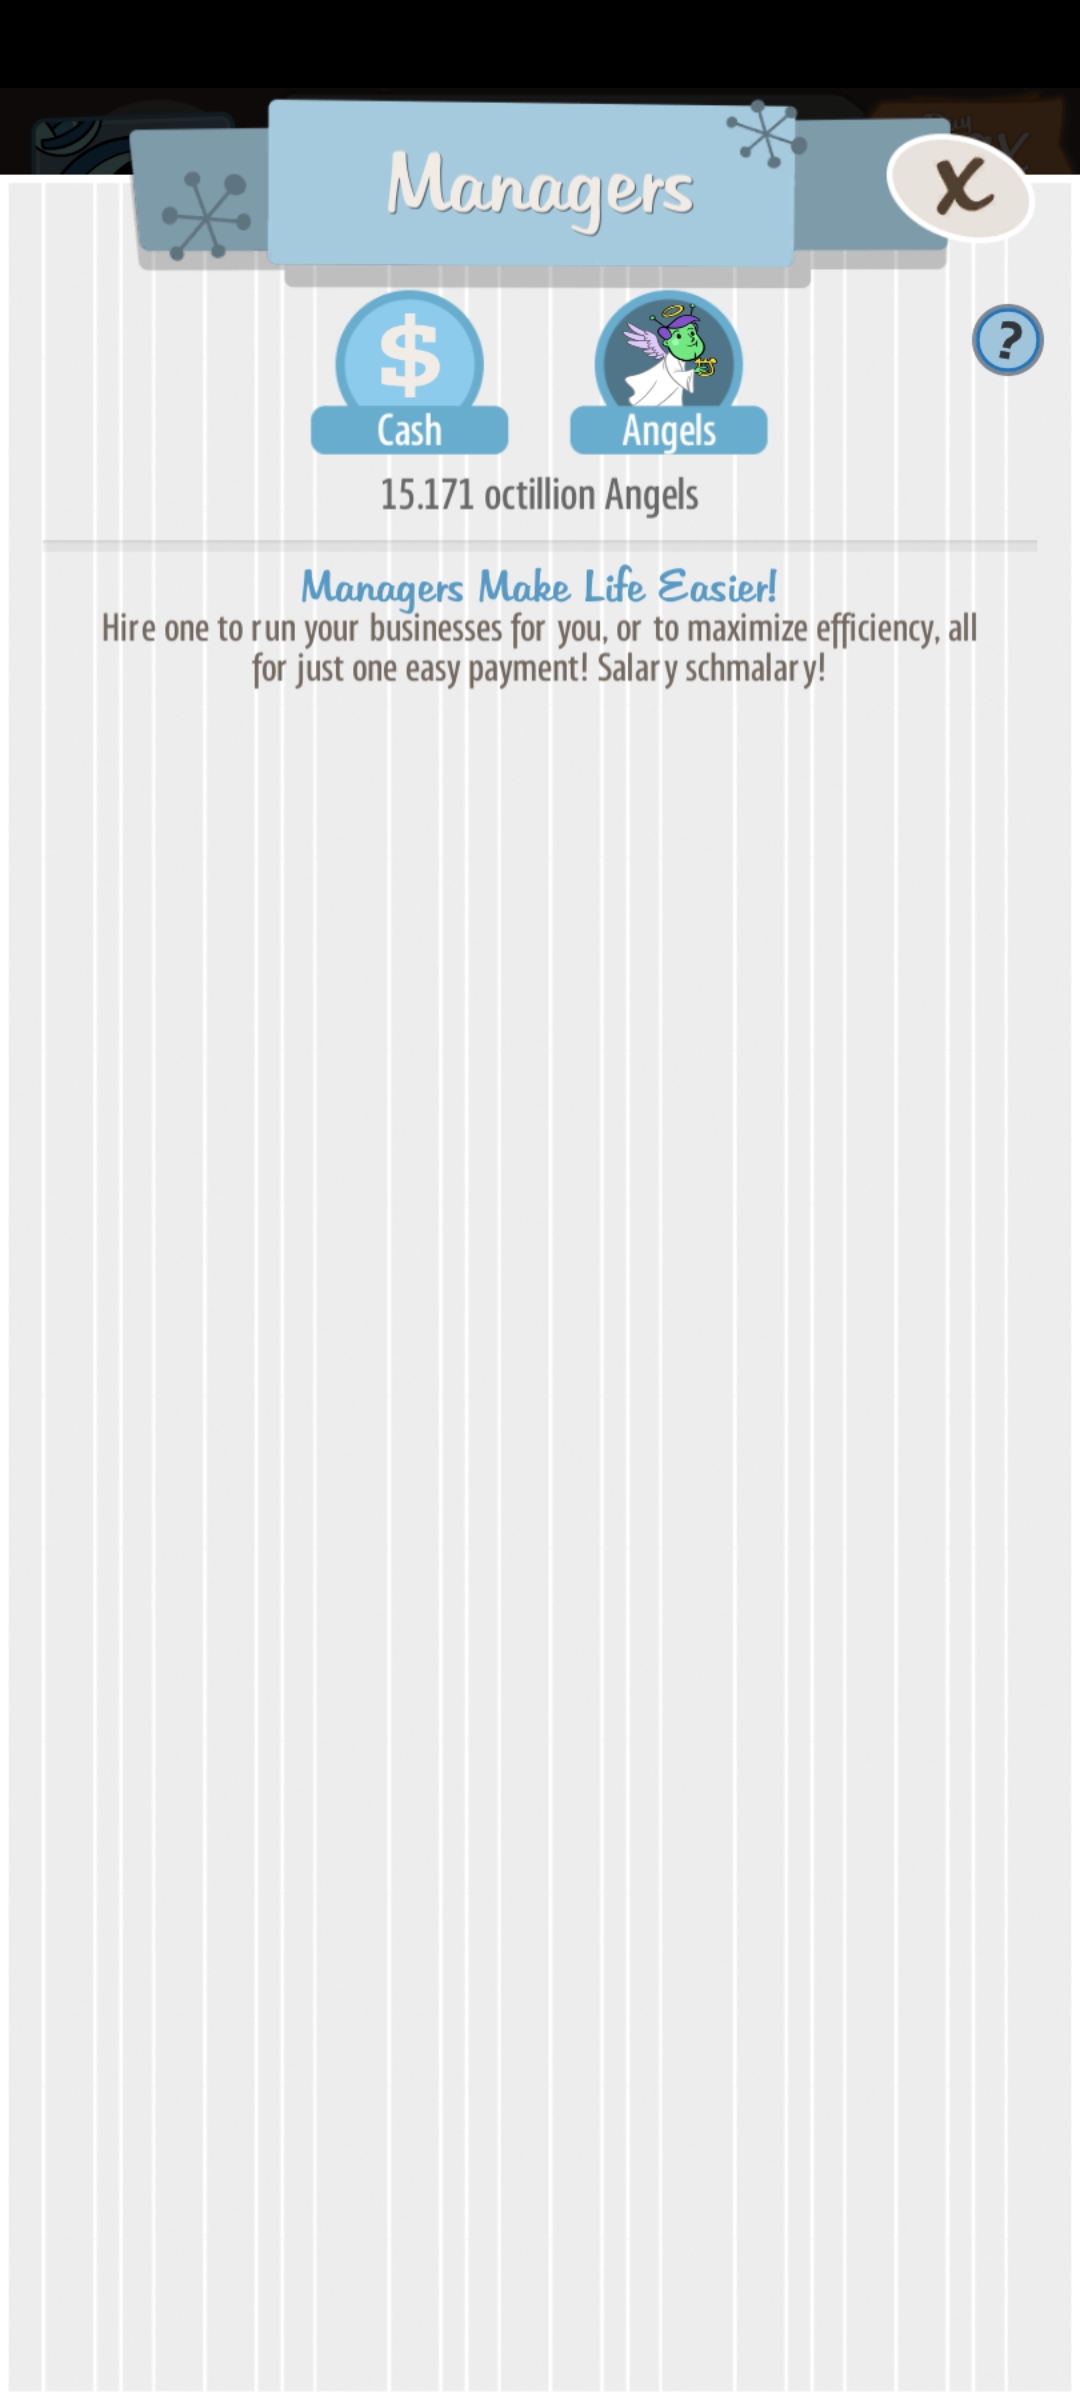 Managers
X
$
?
Cash
Angels
15.171 octillion Angels
Managers Make Life Easier!
Hire one to run your businesses for you, or to maximize efficiency, all
for just one easy payment! Salary schmalary!